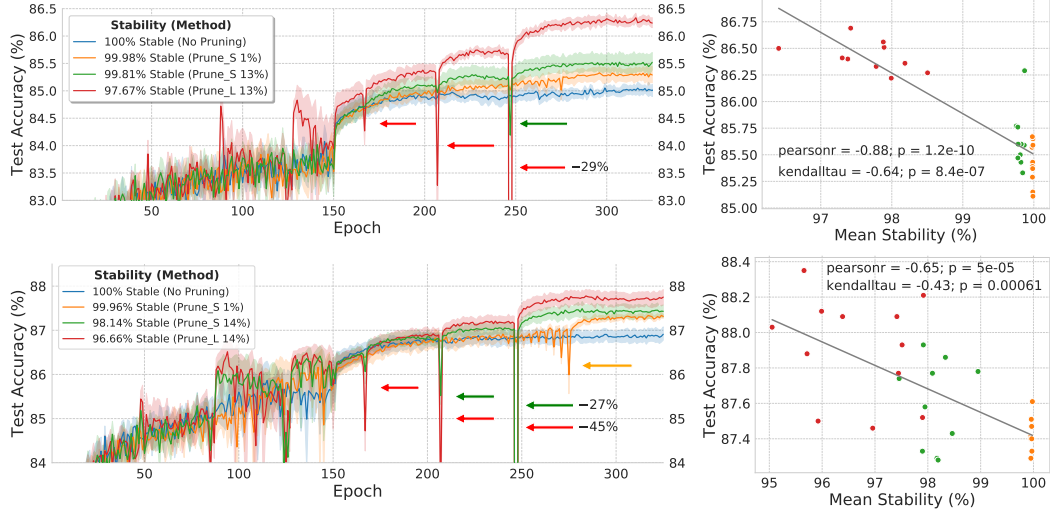 86.5
86.0
85.5
85.0
84.5
84.0
83.5
83.0
Test Accuracy (%)
Stability (Method)
100% Stable (No Pruning)
99.98% Stable (Prune_S 1%)
99.81% Stable (Prune_S 13%)
97.67% Stable (Prune_L 13%)
−29%
86.5
86.0
85.5
85.0
84.5
84.0
83.5
83.0
50 100 150 200 250 300
Epoch
86.75
86.50
86.25
86.00
85.75
85.50
85.25
85.00
Test Accuracy (%)
pearsonr = -0.88; p = 1.2e-10
kendalltau = -0.64; p = 8.4e-07
97 98 99 100
Mean Stability (%)
88
87
86
85
84
Test Accuracy (%)
Stability (Method)
100% Stable (No Pruning)
99.96% Stable (Prune_S 1%)
98.14% Stable (Prune_S 14%)
96.66% Stable (Prune_L 14%)
−27%
−45%
88
87
86
85
84
50 100 150 200 250 300
Epoch
88.4
88.2
88.0
87.8
87.6
87.4
Test Accuracy (%)
pearsonr = -0.65; p = 5e-05
kendalltau = -0.43; p = 0.00061
95 96 97 98 99 100
Mean Stability (%)